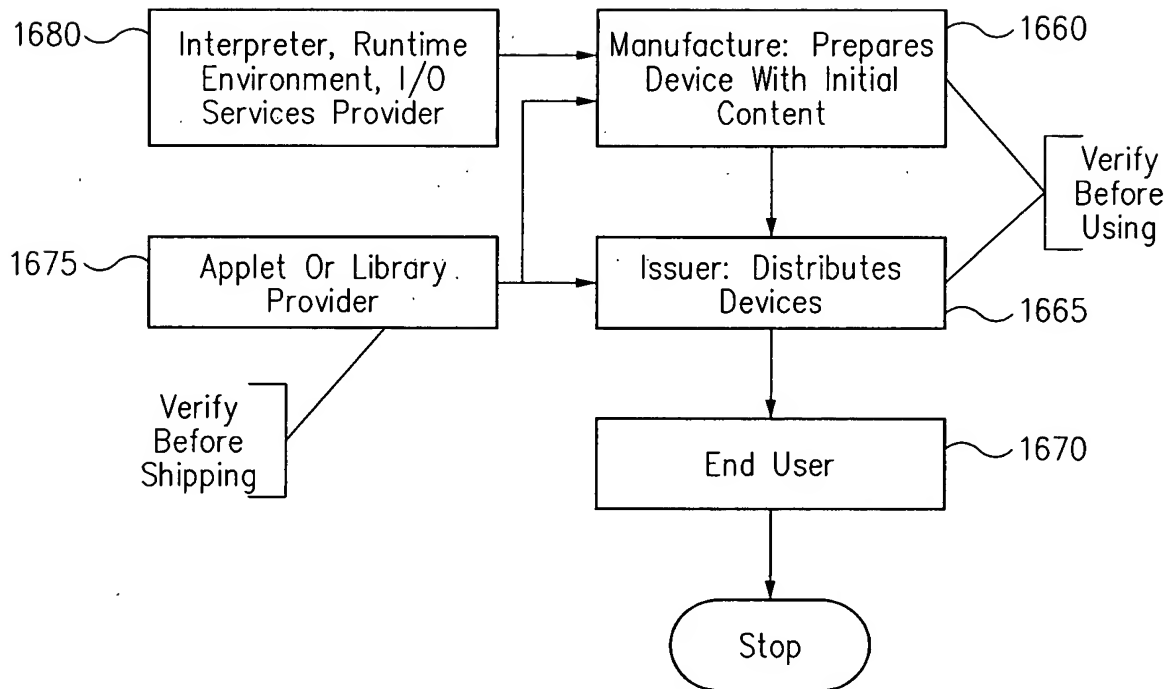 1680
Interpreter, Runtime
Environment, I/O
Services Provider
Manufacture: Prepares
Device With Initial
Content
1660
Verify
Before
Using
1675
Applet Or Library
Provider
Issuer: Distributes
Devices
1665
Verify
Before
Shipping
End User
1670
Stop